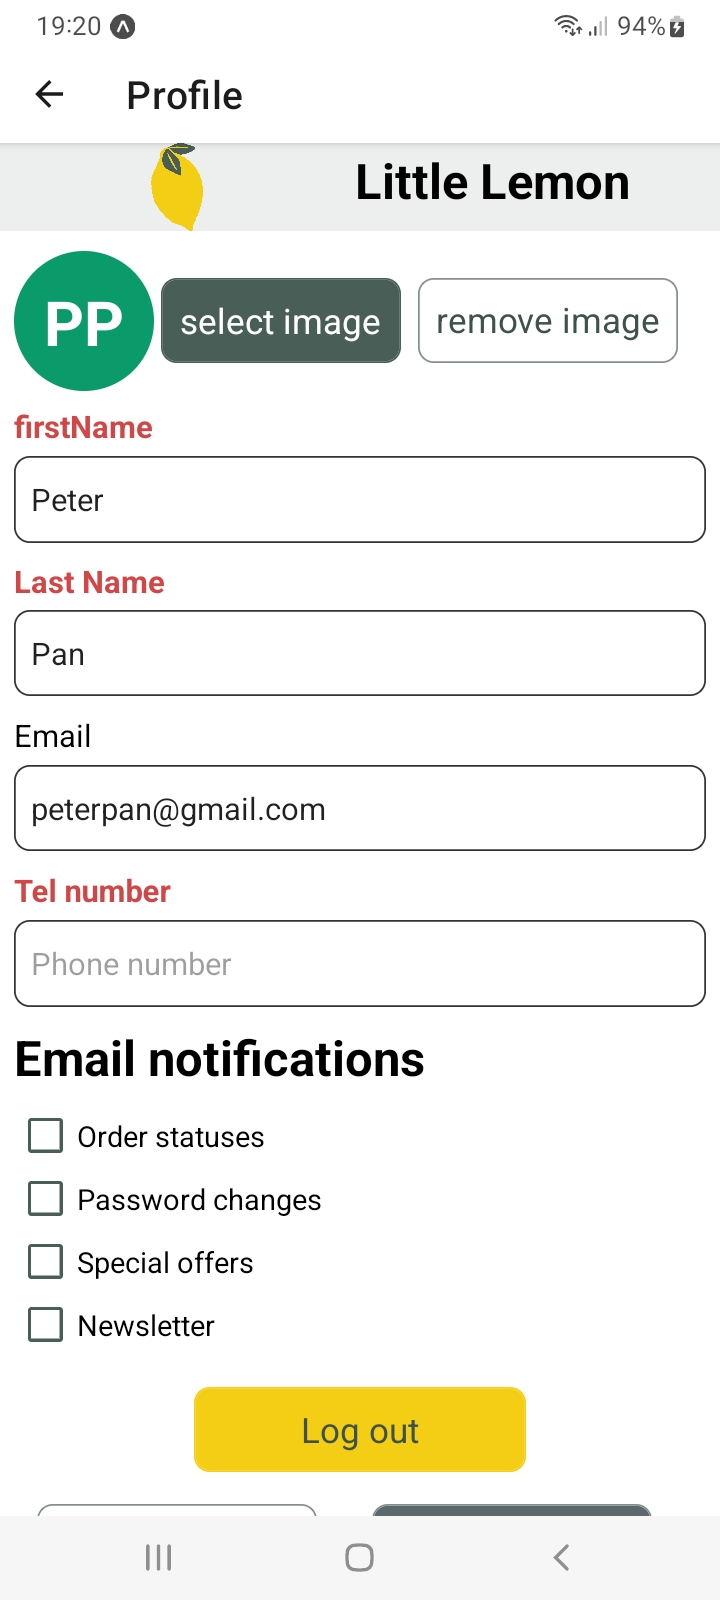 19:20 94%
Profile
Little Lemon
PP select image remove image
firstName
Peter
Last Name
Pan
Email
peterpan@gmail.com
Tel number
Phone number
Email notifications
Order statuses
Password changes
Special offers
Newsletter
Log out